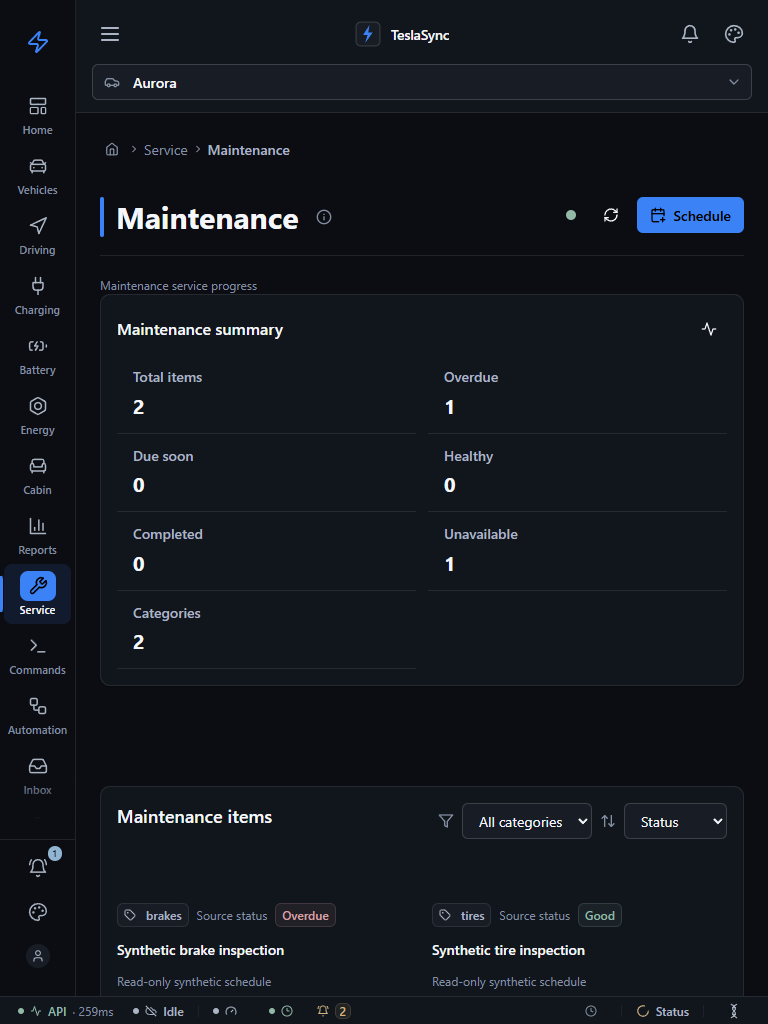 TeslaSync
Aurora
Home
Vehicles
Driving
Charging
Battery
Energy
Cabin
Reports
Service
Commands
Automation
Inbox
1
Service
Maintenance
Maintenance
Schedule
Maintenance service progress
Maintenance summary
Total items
2
Overdue
1
Due soon
0
Healthy
0
Completed
0
Unavailable
1
Categories
2
Maintenance items
All categories
Status
brakes Source status Overdue
Synthetic brake inspection
Read-only synthetic schedule
tires Source status Good
Synthetic tire inspection
Read-only synthetic schedule
API · 259ms Idle 2 Status